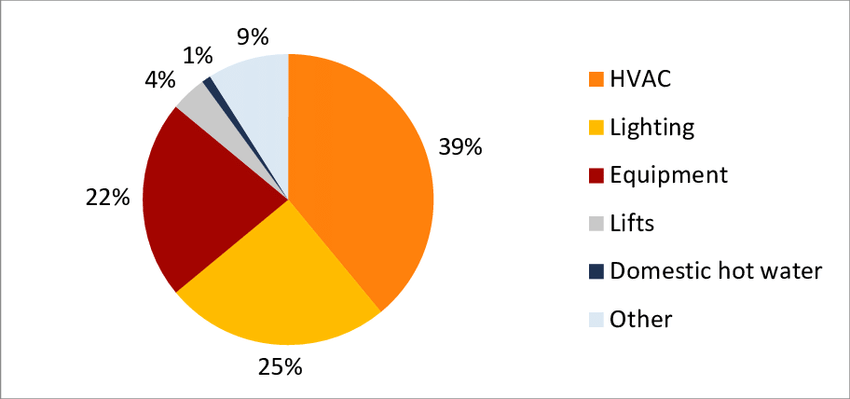 9%
1%
4%
HVAC
Lighting
39%
Equipment
22%
Lifts
Domestic hot water
Other
25%